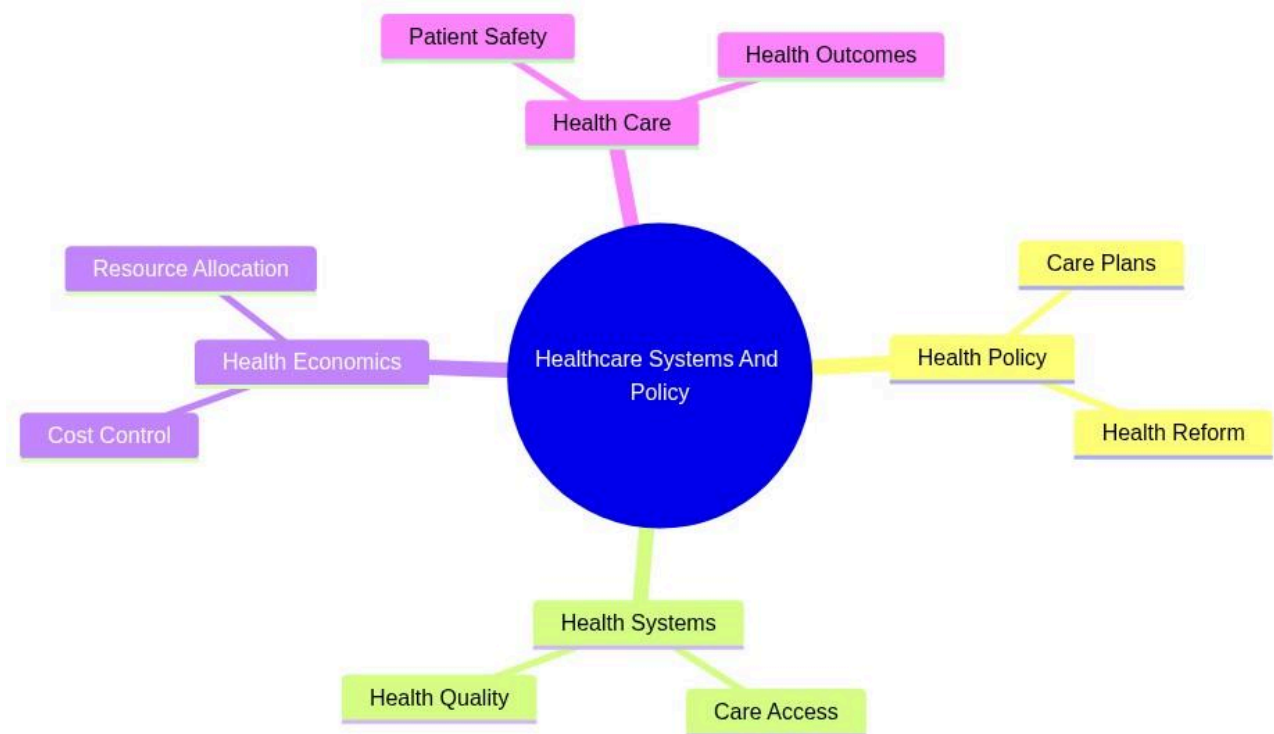 Patient Safety
Health Outcomes
Health Care
Resource Allocation
Care Plans
Health Economics
Healthcare Systems And
Policy
Health Policy
Cost Control
Health Reform
Health Systems
Health Quality
Care Access